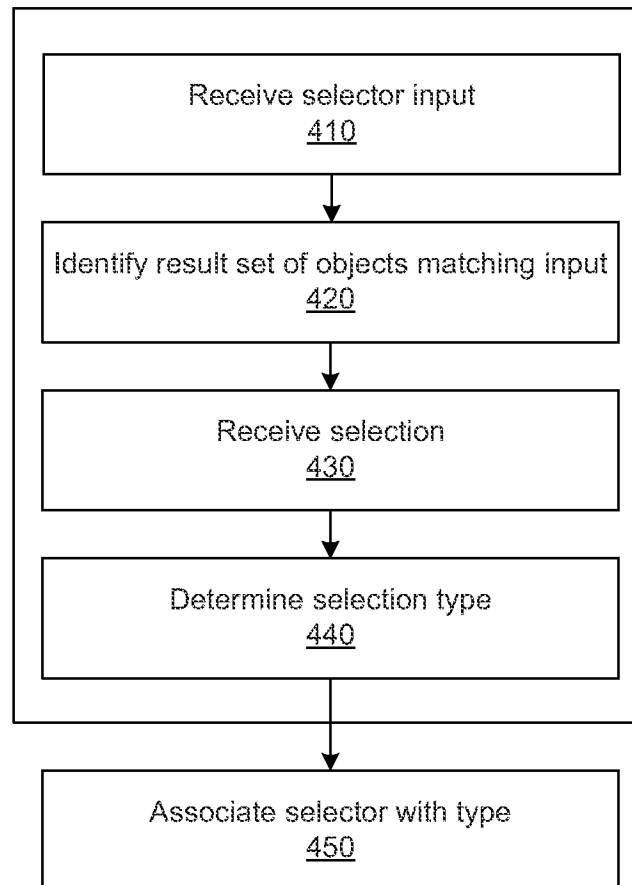 Receive selector input
410
Identify result set of objects matching input
420
Receive selection
430
Determine selection type
440
Associate selector with type
450